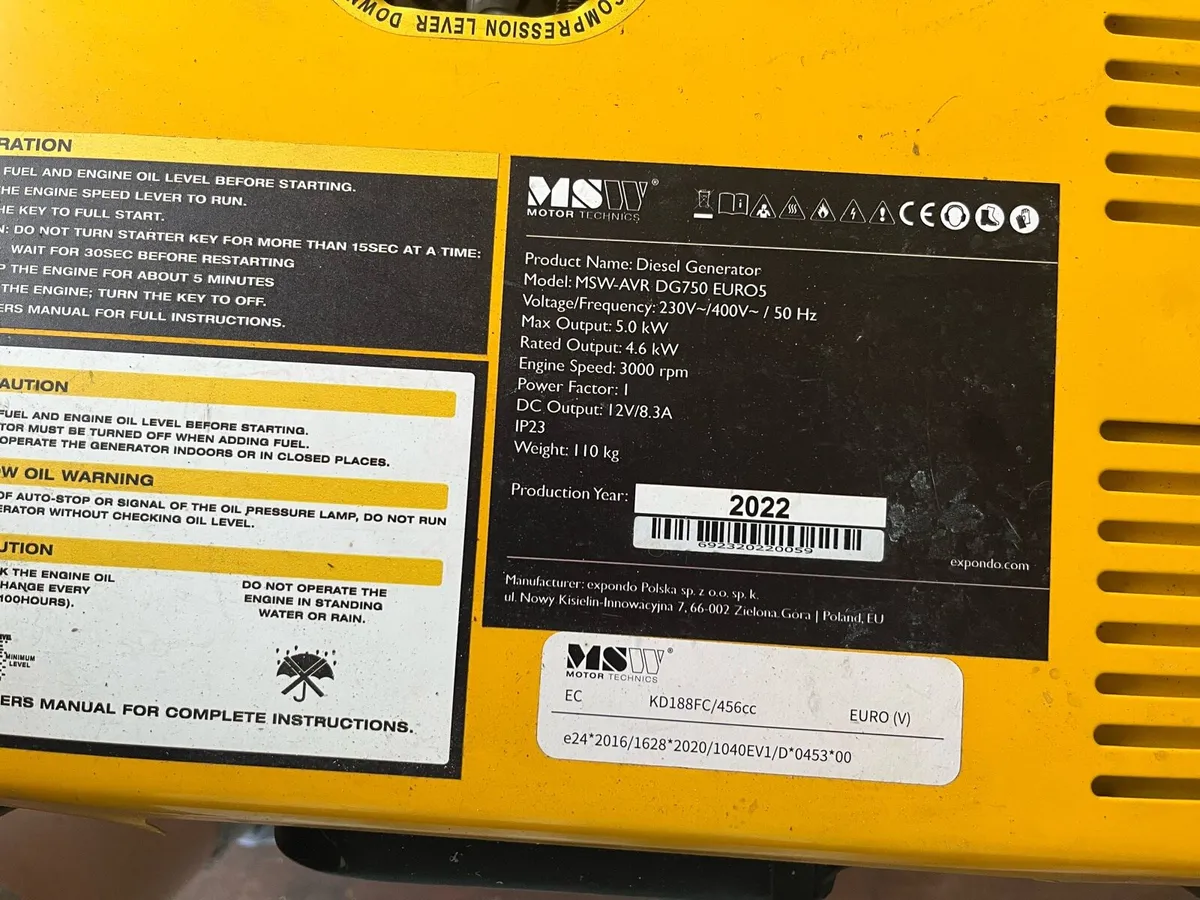 COMPRESSION LEVER DOWN
RATION
FUEL AND ENGINE OIL LEVEL BEFORE STARTING.
HE ENGINE SPEED LEVER TO RUN.
HE KEY TO FULL START.
N: DO NOT TURN STARTER KEY FOR MORE THAN 15SEC AT A TIME:
WAIT FOR 30SEC BEFORE RESTARTING
P THE ENGINE FOR ABOUT 5 MINUTES
THE ENGINE; TURN THE KEY TO OFF.
ERS MANUAL FOR FULL INSTRUCTIONS.
AUTION
FUEL AND ENGINE OIL LEVEL BEFORE STARTING.
TOR MUST BE TURNED OFF WHEN ADDING FUEL.
OPERATE THE GENERATOR INDOORS OR IN CLOSED PLACES.
OW OIL WARNING
OF AUTO-STOP OR SIGNAL OF THE OIL PRESSURE LAMP, DO NOT RUN
ERATOR WITHOUT CHECKING OIL LEVEL.
UTION
K THE ENGINE OIL
HANGE EVERY
100HOURS).
MINIMUM
LEVEL
DO NOT OPERATE THE
ENGINE IN STANDING
WATER OR RAIN.
ERS MANUAL FOR COMPLETE INSTRUCTIONS.
MSW®
MOTOR TECHNICS
CE
Product Name: Diesel Generator
Model: MSW-AVR DG750 EURO5
Voltage/Frequency: 230V~/400V~ / 50 Hz
Max Output: 5.0 kW
Rated Output: 4.6 kW
Engine Speed: 3000 rpm
Power Factor: 1
DC Output: 12V/8.3A
IP23
Weight: 110 kg
Production Year: 2022
692320220059
expondo.com
Manufacturer: expondo Polska sp. z o.o. sp. k.
ul. Nowy Kisielin-Innowacyjna 7, 66-002 Zielona Góra | Poland, EU
MSW®
MOTOR TECHNICS
EC KD188FC/456cc EURO (V)
e24*2016/1628*2020/1040EV1/D*0453*00